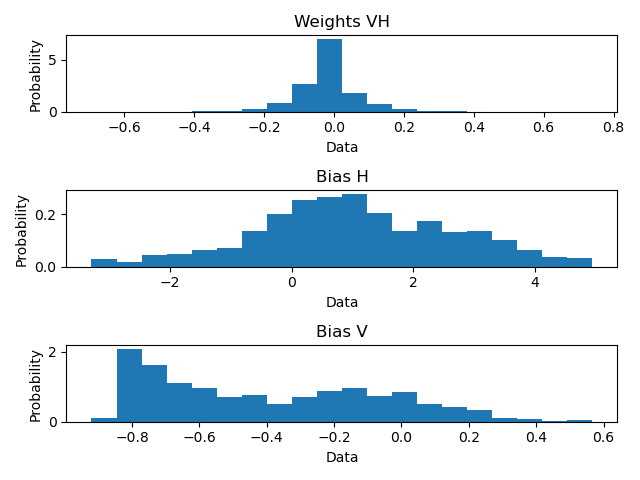 Weights VH
Probability
5
0
−0.6 −0.4 −0.2 0.0 0.2 0.4 0.6 0.8
Data
Bias H
Probability
0.2
0.0
−2 0 2 4
Data
Bias V
Probability
2
0
−0.8 −0.6 −0.4 −0.2 0.0 0.2 0.4 0.6
Data